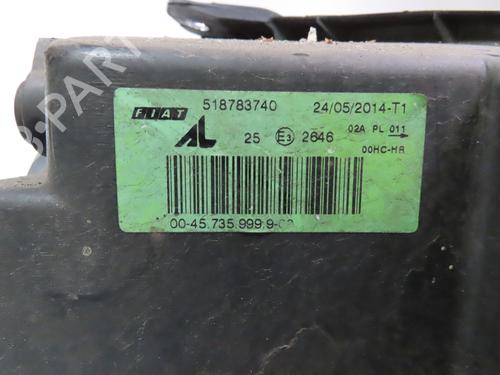 FIAT 518783740 24/05/2014-T1
AL 25 E3 2646 02A PL 011
00HC-HR
00-45.735.999.9-
B-PARTS